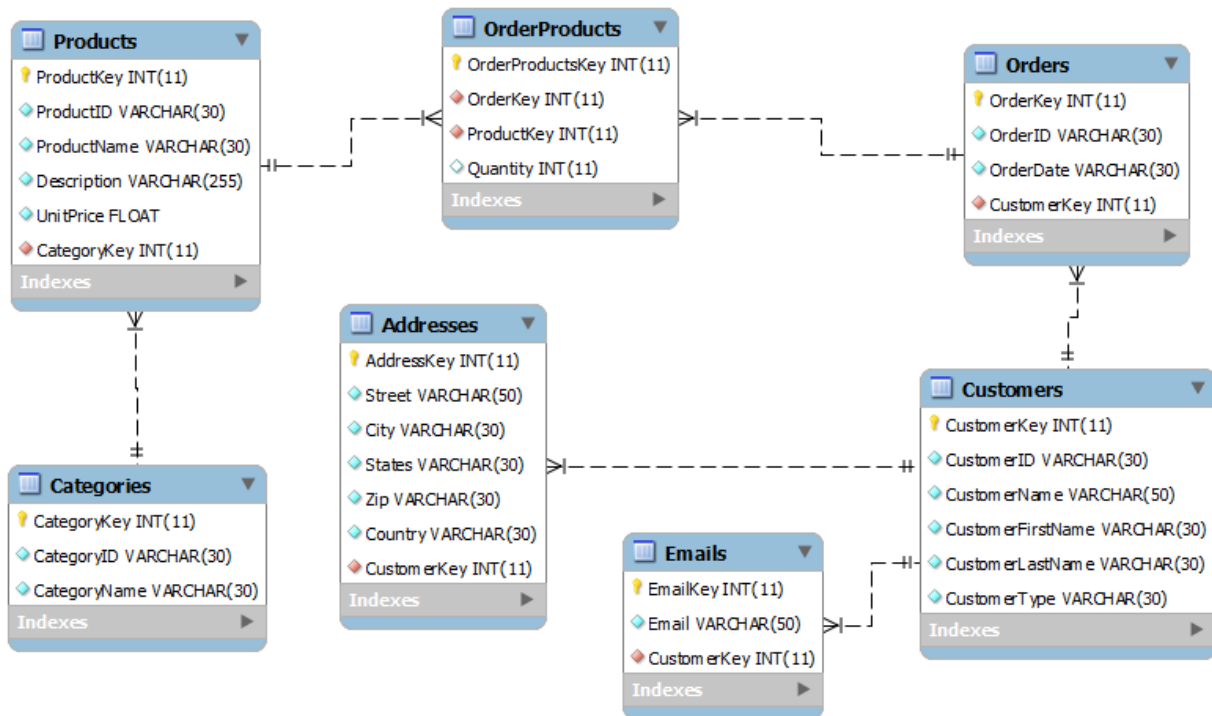 Products
ProductKey INT(11)
ProductID VARCHAR(30)
ProductName VARCHAR(30)
Description VARCHAR(255)
UnitPrice FLOAT
CategoryKey INT(11)
Indexes
OrderProducts
OrderProductsKey INT(11)
OrderKey INT(11)
ProductKey INT(11)
Quantity INT(11)
Indexes
Orders
OrderKey INT(11)
OrderID VARCHAR(30)
OrderDate VARCHAR(30)
CustomerKey INT(11)
Indexes
Addresses
AddressKey INT(11)
Street VARCHAR(50)
City VARCHAR(30)
States VARCHAR(30)
Zip VARCHAR(30)
Country VARCHAR(30)
CustomerKey INT(11)
Indexes
Customers
CustomerKey INT(11)
CustomerID VARCHAR(30)
CustomerName VARCHAR(50)
CustomerFirstName VARCHAR(30)
CustomerLastName VARCHAR(30)
CustomerType VARCHAR(30)
Indexes
Categories
CategoryKey INT(11)
CategoryID VARCHAR(30)
CategoryName VARCHAR(30)
Indexes
Emails
EmailKey INT(11)
Email VARCHAR(50)
CustomerKey INT(11)
Indexes